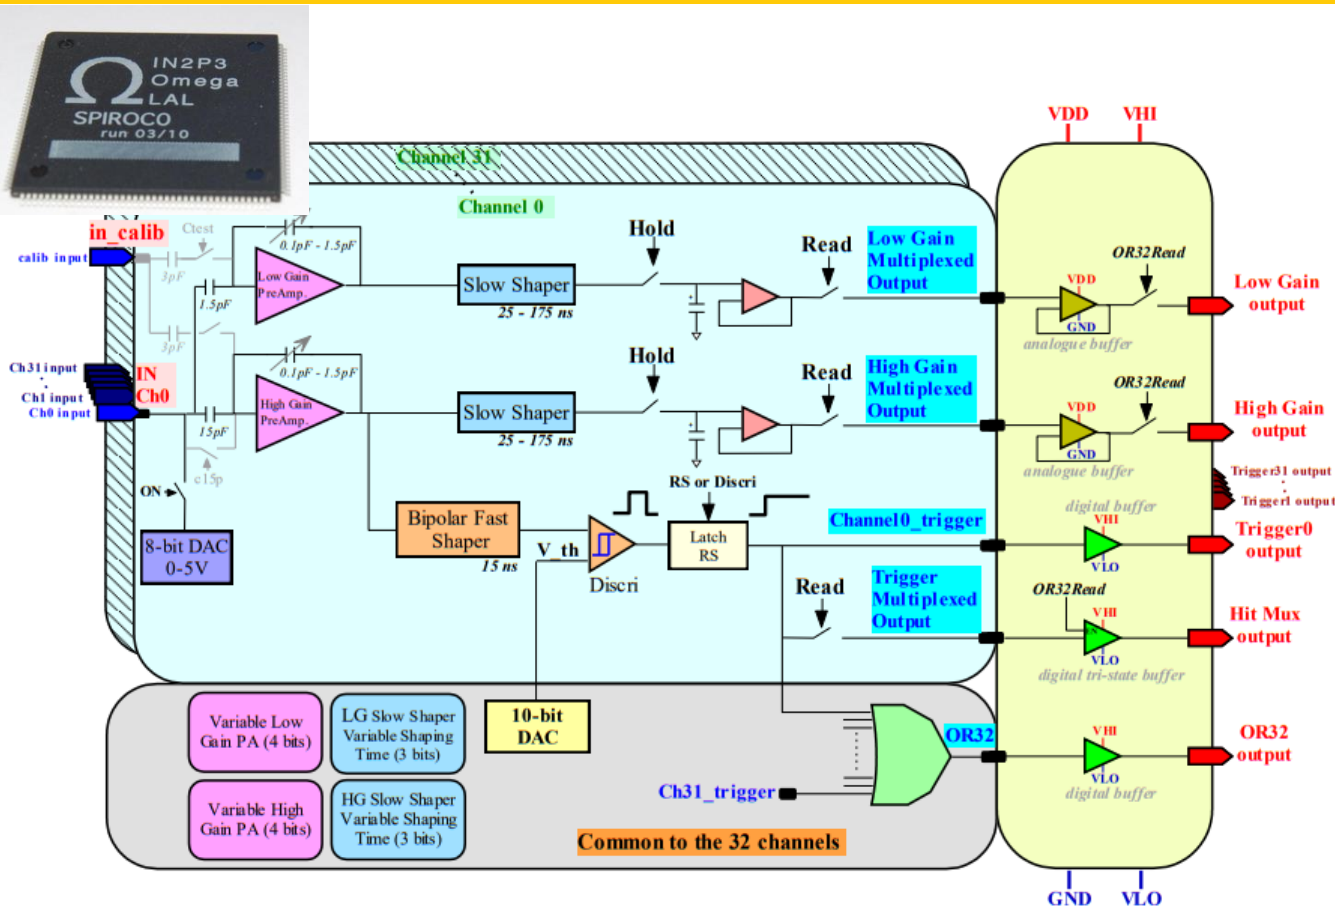 IN2P3
Omega
LAL
SPIROC0
run 03/10
VDD
VHI
Channel 31
Channel 0
in_calib
calib input
Ctest
3pF
1.5pF
0.1pF - 1.5pF
Low Gain
PreAmp.
Slow Shaper
25 - 175 ns
Hold
Read
Low Gain
Multiplexed
Output
OR32Read
VDD
GND
analogue buffer
Low Gain
output
3pF
Ch31 input
Ch1 input
Ch0 input
IN
Ch0
15pF
c15p
0.1pF - 1.5pF
High Gain
PreAmp.
Slow Shaper
25 - 175 ns
Hold
Read
High Gain
Multiplexed
Output
OR32Read
VDD
GND
analogue buffer
High Gain
output
Trigger31 output
Trigger1 output
ON
8-bit DAC
0-5V
Bipolar Fast
Shaper
15 ns
V_th
Discri
RS or Discri
Latch
RS
Channel0_trigger
digital buffer
VHI
VLO
Trigger0
output
Read
Trigger
Multiplexed
Output
OR32Read
VHI
EN
VLO
digital tri-state buffer
Hit Mux
output
Variable Low
Gain PA (4 bits)
LG Slow Shaper
Variable Shaping
Time (3 bits)
10-bit
DAC
OR32
VHI
VLO
digital buffer
OR32
output
Variable High
Gain PA (4 bits)
HG Slow Shaper
Variable Shaping
Time (3 bits)
Ch31_trigger
Common to the 32 channels
GND
VLO